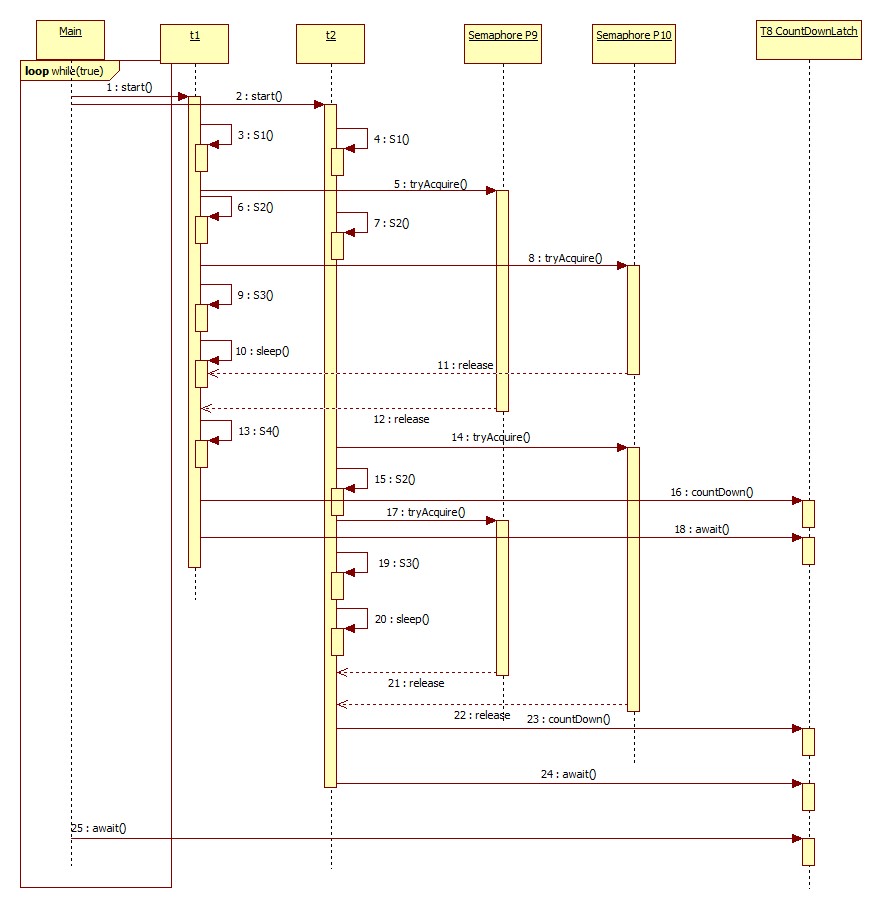 Main
t1
t2
Semaphore P9
Semaphore P10
T8 CountDownLatch
loop while(true)
1 : start()
2 : start()
3 : S1()
4 : S1()
5 : tryAcquire()
6 : S2()
7 : S2()
8 : tryAcquire()
9 : S3()
10 : sleep()
11 : release
12 : release
13 : S4()
14 : tryAcquire()
15 : S2()
16 : countDown()
17 : tryAcquire()
18 : await()
19 : S3()
20 : sleep()
21 : release
22 : release
23 : countDown()
24 : await()
25 : await()